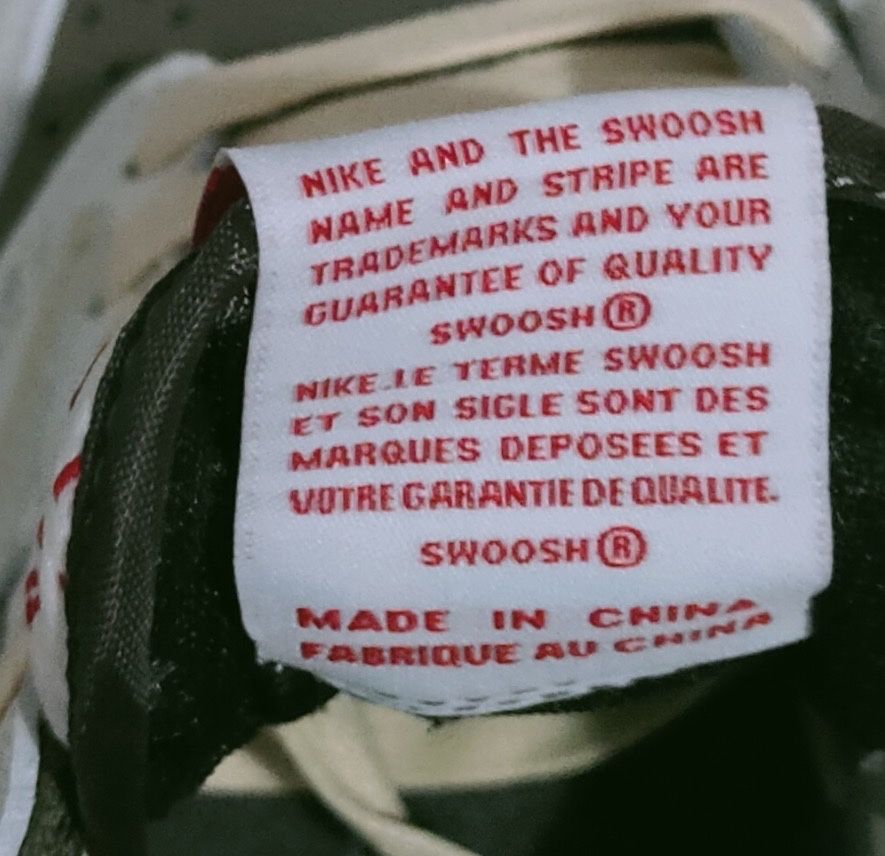 NIKE AND THE SWOOSH
NAME AND STRIPE ARE
TRADEMARKS AND YOUR
GUARANTEE OF QUALITY
SWOOSH®
NIKE.LE TERME SWOOSH
ET SON SIGLE SONT DES
MARQUES DEPOSEES ET
VOTRE GARANTIE DE QUALITE.
SWOOSH®
MADE IN CHINA
FABRIQUE AU CHINA